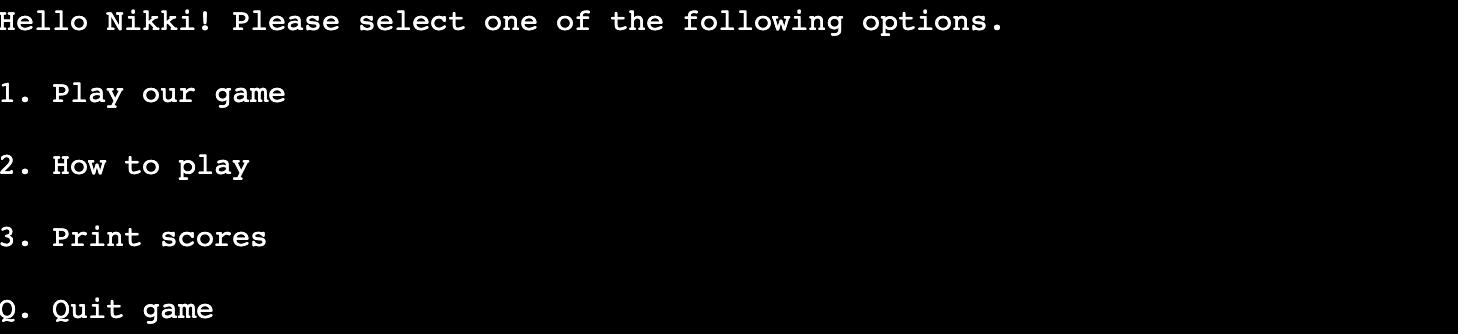 Hello Nikki! Please select one of the following options.
1. Play our game
2. How to play
3. Print scores
Q. Quit game